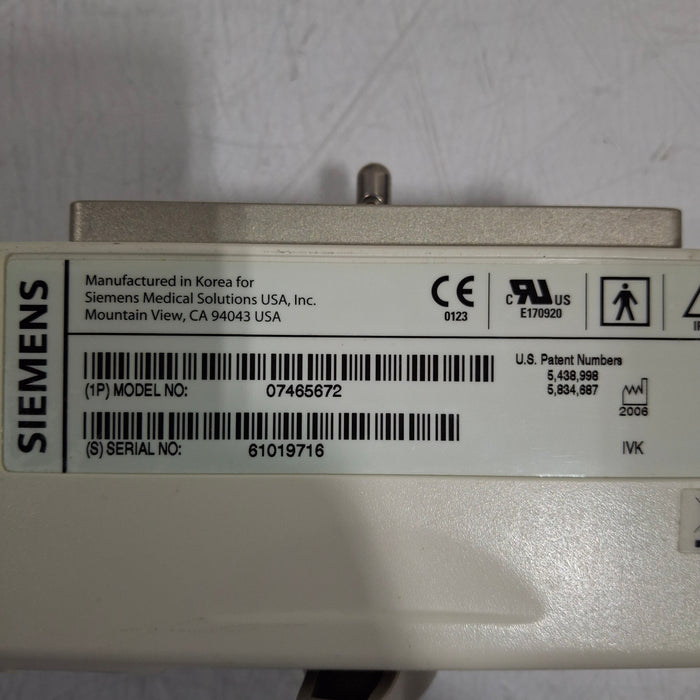 SIEMENS
Manufactured in Korea for
Siemens Medical Solutions USA, Inc.
Mountain View, CA 94043 USA
CE
0123
C UL US
E170920
(1P) MODEL NO: 07465672
(S) SERIAL NO: 61019716
U.S. Patent Numbers
5,438,998
5,834,687
2006
IVK